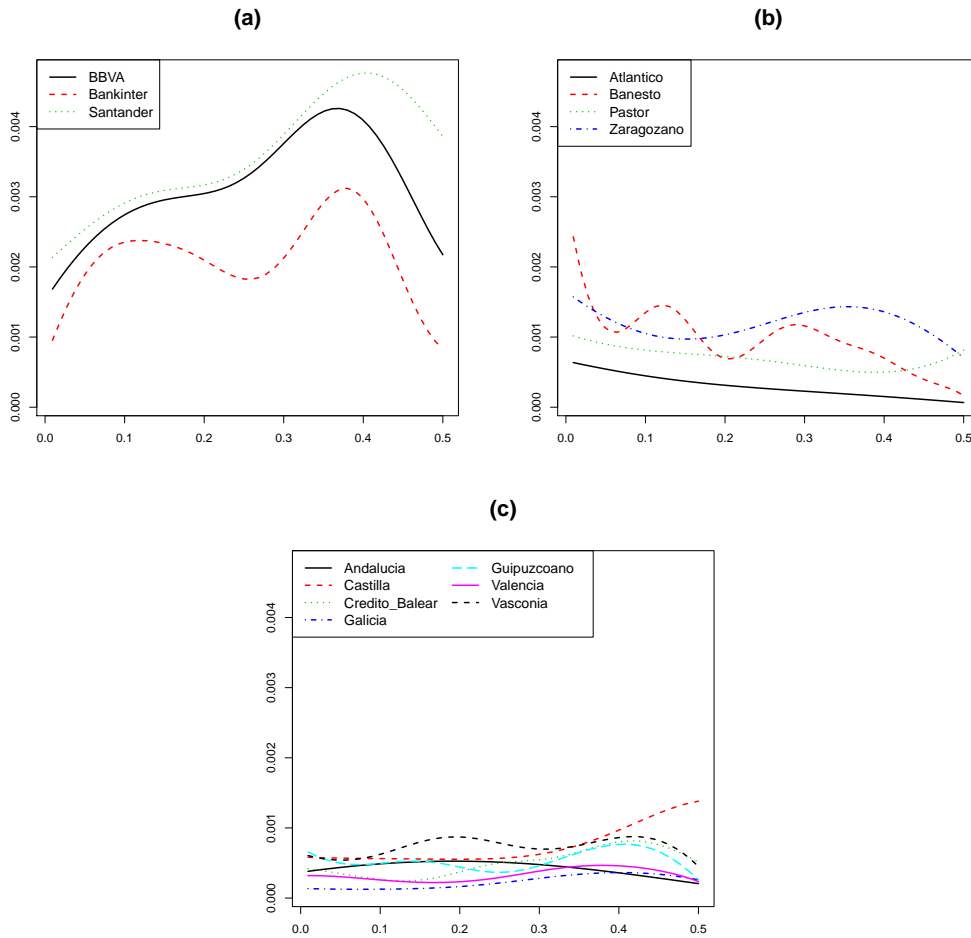 (a)
BBVA
Bankinter
Santander
0.004
0.003
0.002
0.001
0.000
0.0 0.1 0.2 0.3 0.4 0.5
(b)
Atlantico
Banesto
Pastor
Zaragozano
0.004
0.003
0.002
0.001
0.000
0.0 0.1 0.2 0.3 0.4 0.5
(c)
Andalucia Guipuzcoano
Castilla Valencia
Credito_Balear Vasconia
Galicia
0.004
0.003
0.002
0.001
0.000
0.0 0.1 0.2 0.3 0.4 0.5